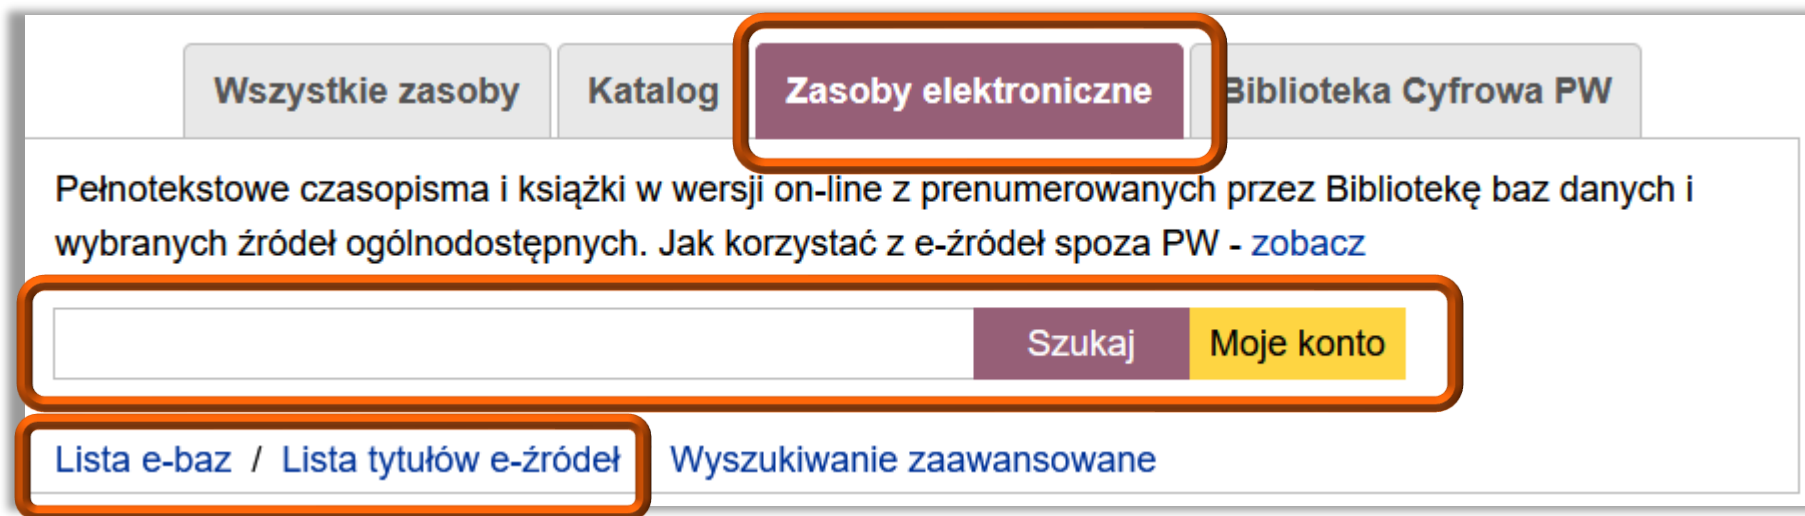 Wszystkie zasoby Katalog Zasoby elektroniczne Biblioteka Cyfrowa PW
Pełnotekstowe czasopisma i książki w wersji on-line z prenumerowanych przez Bibliotekę baz danych i
wybranych źródeł ogólnodostępnych. Jak korzystać z e-źródeł spoza PW - zobacz
Szukaj Moje konto
Lista e-baz / Lista tytułów e-źródeł Wyszukiwanie zaawansowane